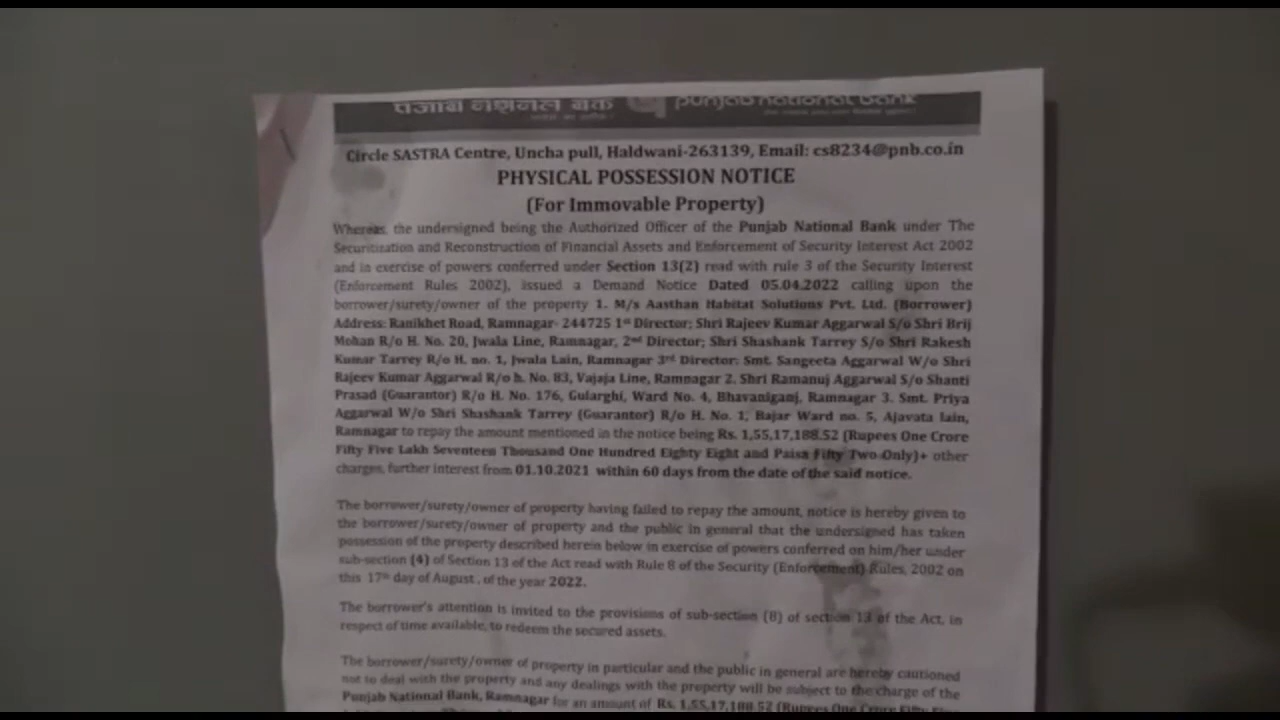 पंजाब नैशनल बैंक punjab national bank
Circle SASTRA Centre, Uncha pull, Haldwani-263139, Email: cs8234@pnb.co.in
PHYSICAL POSSESSION NOTICE
(For Immovable Property)
Whereas, the undersigned being the Authorized Officer of the Punjab National Bank under The
Securitization and Reconstruction of Financial Assets and Enforcement of Security Interest Act 2002
and in exercise of powers conferred under Section 13(2) read with rule 3 of the Security Interest
(Enforcement Rules 2002), issued a Demand Notice Dated 05.04.2022 calling upon the
borrower/surety/owner of the property 1. M/s Aasthan Habitat Solutions Pvt. Ltd. (Borrower)
Address: Ranikhet Road, Ramnagar- 244725 1st Director; Shri Rajeev Kumar Aggarwal S/o Shri Brij
Mohan R/o H. No. 20, Jwala Line, Ramnagar, 2nd Director; Shri Shashank Tarrey S/o Shri Rakesh
Kumar Tarrey R/o H. no. 1, Jwala Lain, Ramnagar 3rd Director: Smt. Sangeeta Aggarwal W/o Shri
Rajeev Kumar Aggarwal R/o h. No. 83, Vajaja Line, Ramnagar 2. Shri Ramanuj Aggarwal S/o Shanti
Prasad (Guarantor) R/o H. No. 176, Gularghi, Ward No. 4, Bhavaniganj, Ramnagar 3. Smt. Priya
Aggarwal W/o Shri Shashank Tarrey (Guarantor) R/o H. No. 1, Bajar Ward no. 5, Ajavata lain,
Ramnagar to repay the amount mentioned in the notice being Rs. 1,55,17,188.52 (Rupees One Crore
Fifty Five Lakh Seventeen Thousand One Hundred Eighty Eight and Paisa Fifty Two Only)+ other
charges, further interest from 01.10.2021 within 60 days from the date of the said notice.
The borrower/surety/owner of property having failed to repay the amount, notice is hereby given to
the borrower/surety/owner of property and the public in general that the undersigned has taken
possession of the property described herein below in exercise of powers conferred on him/her under
sub-section (4) of Section 13 of the Act read with Rule 8 of the Security (Enforcement) Rules, 2002 on
this 17th day of August, of the year 2022.
The borrower's attention is invited to the provisions of sub-section (8) of section 13 of the Act, in
respect of time available, to redeem the secured assets.
The borrower/surety/owner of property in particular and the public in general are hereby cautioned
not to deal with the property and any dealings with the property will be subject to the charge of the
Punjab National Bank, Ramnagar for an amount of Rs. 1,55,17,188.52 (Rupees One Crore Fifty Five